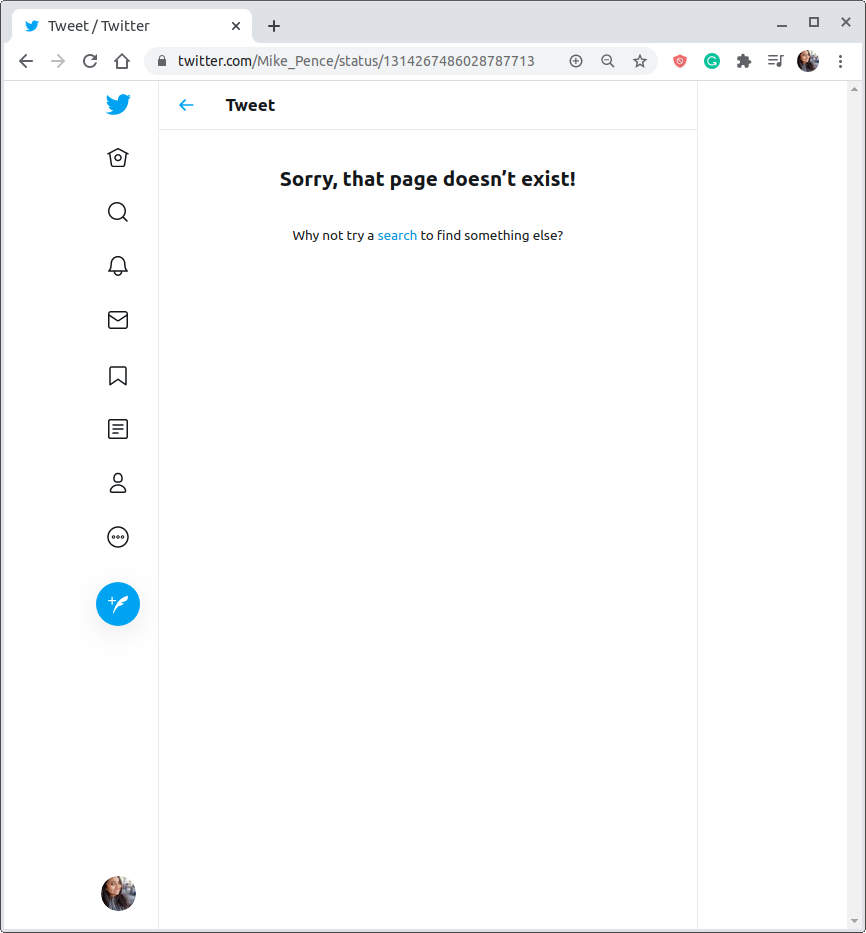 Tweet / Twitter
twitter.com/Mike_Pence/status/1314267486028787713
Tweet
Sorry, that page doesn’t exist!
Why not try a search to find something else?